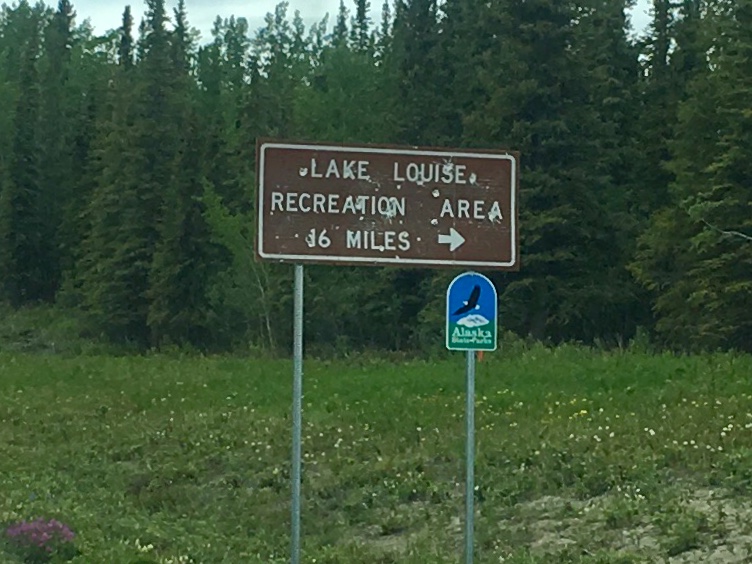 LAKE LOUISE
RECREATION AREA
16 MILES →
Alaska
State Parks